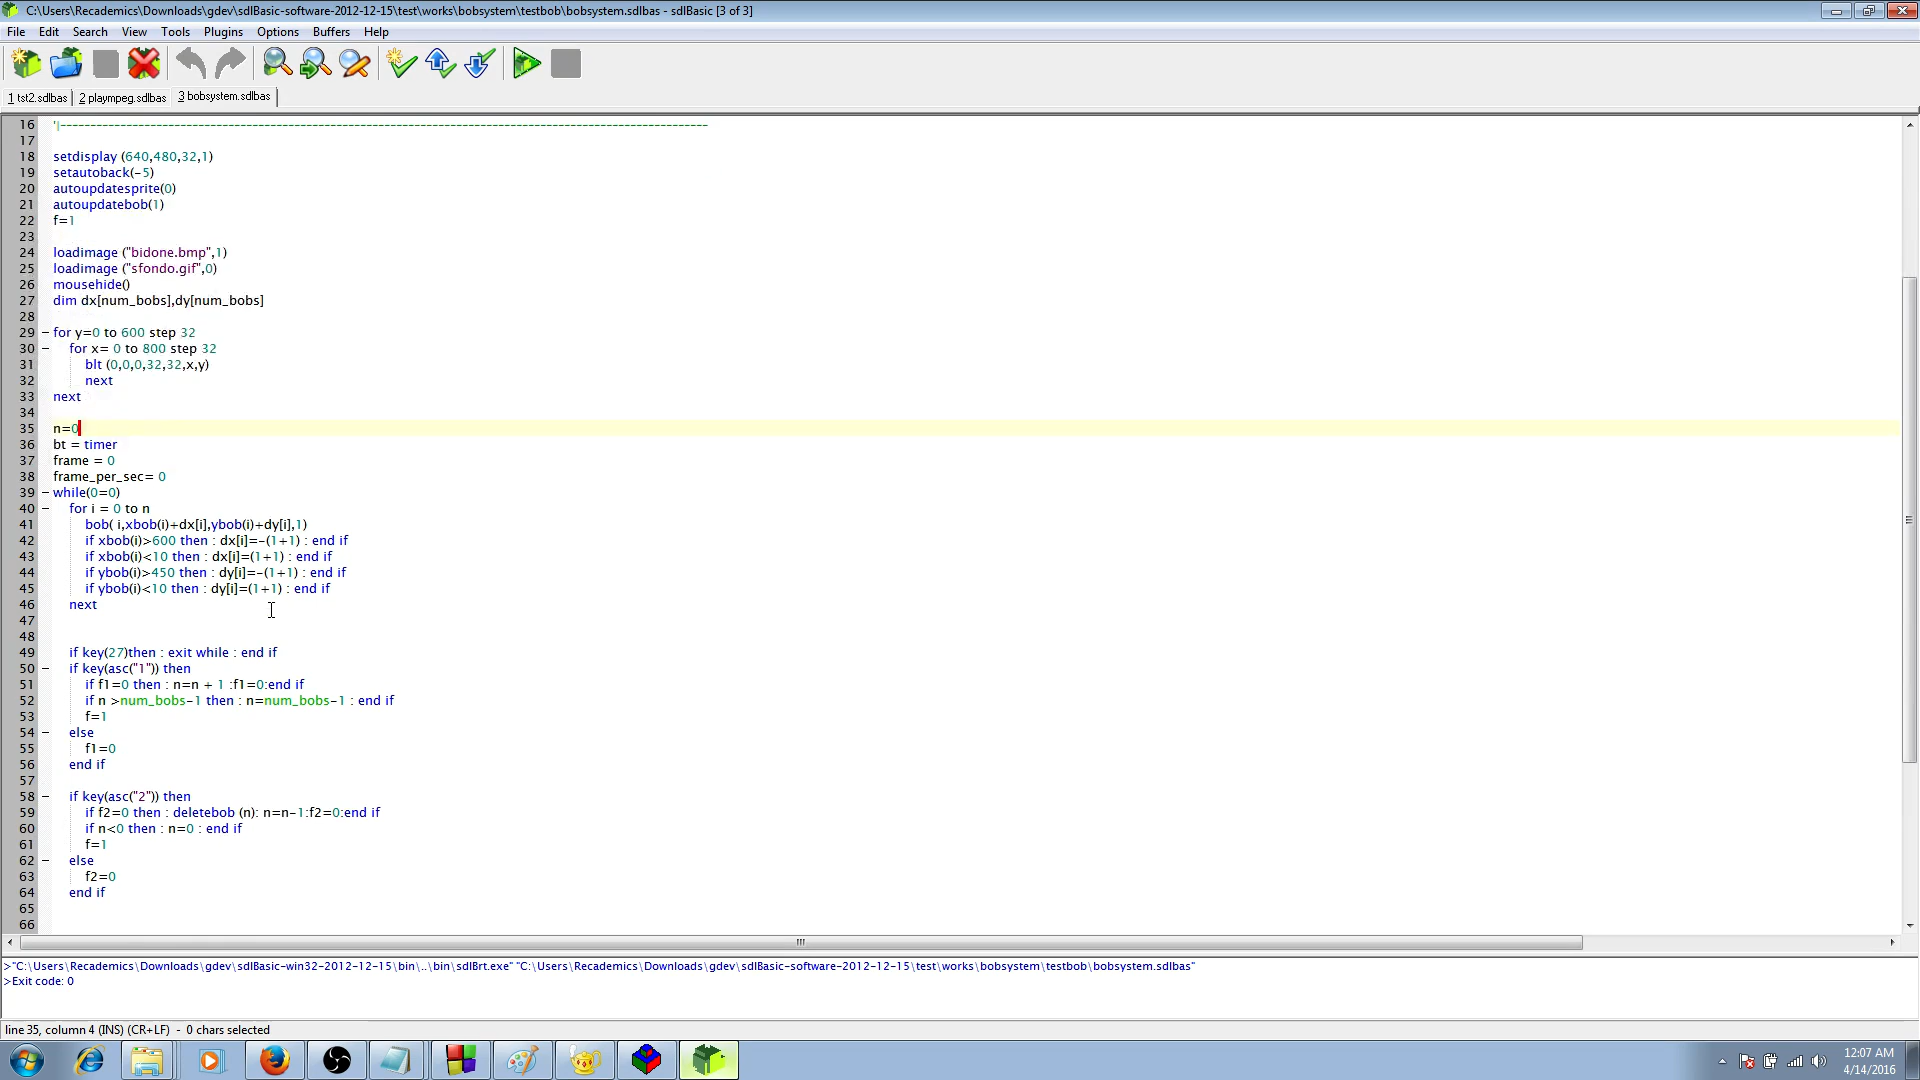 C:\Users\Recademics\Downloads\gdev\sdlBasic-software-2012-12-15\test\works\bobsystem\testbob\bobsystem.sdlbas - sdlBasic [3 of 3]
File Edit Search View Tools Plugins Options Buffers Help
1 tst2.sdlbas 2 plaympeg.sdlbas 3 bobsystem.sdlbas
16 '|------------------------------------------------------------------------------------------------------------
17
18 setdisplay (640,480,32,1)
19 setautoback(-5)
20 autoupdatesprite(0)
21 autoupdatebob(1)
22 f=1
23
24 loadimage ("bidone.bmp",1)
25 loadimage ("sfondo.gif",0)
26 mousehide()
27 dim dx[num_bobs],dy[num_bobs]
28
29 for y=0 to 600 step 32
30 for x= 0 to 800 step 32
31 blt (0,0,0,32,32,x,y)
32 next
33 next
34
35 n=0
36 bt = timer
37 frame = 0
38 frame_per_sec= 0
39 while(0=0)
40 for i = 0 to n
41 bob( i,xbob(i)+dx[i],ybob(i)+dy[i],1)
42 if xbob(i)>600 then : dx[i]=-(1+1) : end if
43 if xbob(i)<10 then : dx[i]=(1+1) : end if
44 if ybob(i)>450 then : dy[i]=-(1+1) : end if
45 if ybob(i)<10 then : dy[i]=(1+1) : end if
46 next
47
48
49 if key(27)then : exit while : end if
50 if key(asc("1")) then
51 if f1=0 then : n=n + 1 :f1=0:end if
52 if n >num_bobs-1 then : n=num_bobs-1 : end if
53 f=1
54 else
55 f1=0
56 end if
57
58 if key(asc("2")) then
59 if f2=0 then : deletebob (n): n=n-1:f2=0:end if
60 if n<0 then : n=0 : end if
61 f=1
62 else
63 f2=0
64 end if
65
66
>"C:\Users\Recademics\Downloads\gdev\sdlBasic-win32-2012-12-15\bin\..\bin\sdlBrt.exe" "C:\Users\Recademics\Downloads\gdev\sdlBasic-software-2012-12-15\test\works\bobsystem\testbob\bobsystem.sdlbas"
>Exit code: 0
line 35, column 4 (INS) (CR+LF) - 0 chars selected
12:07 AM
4/14/2016